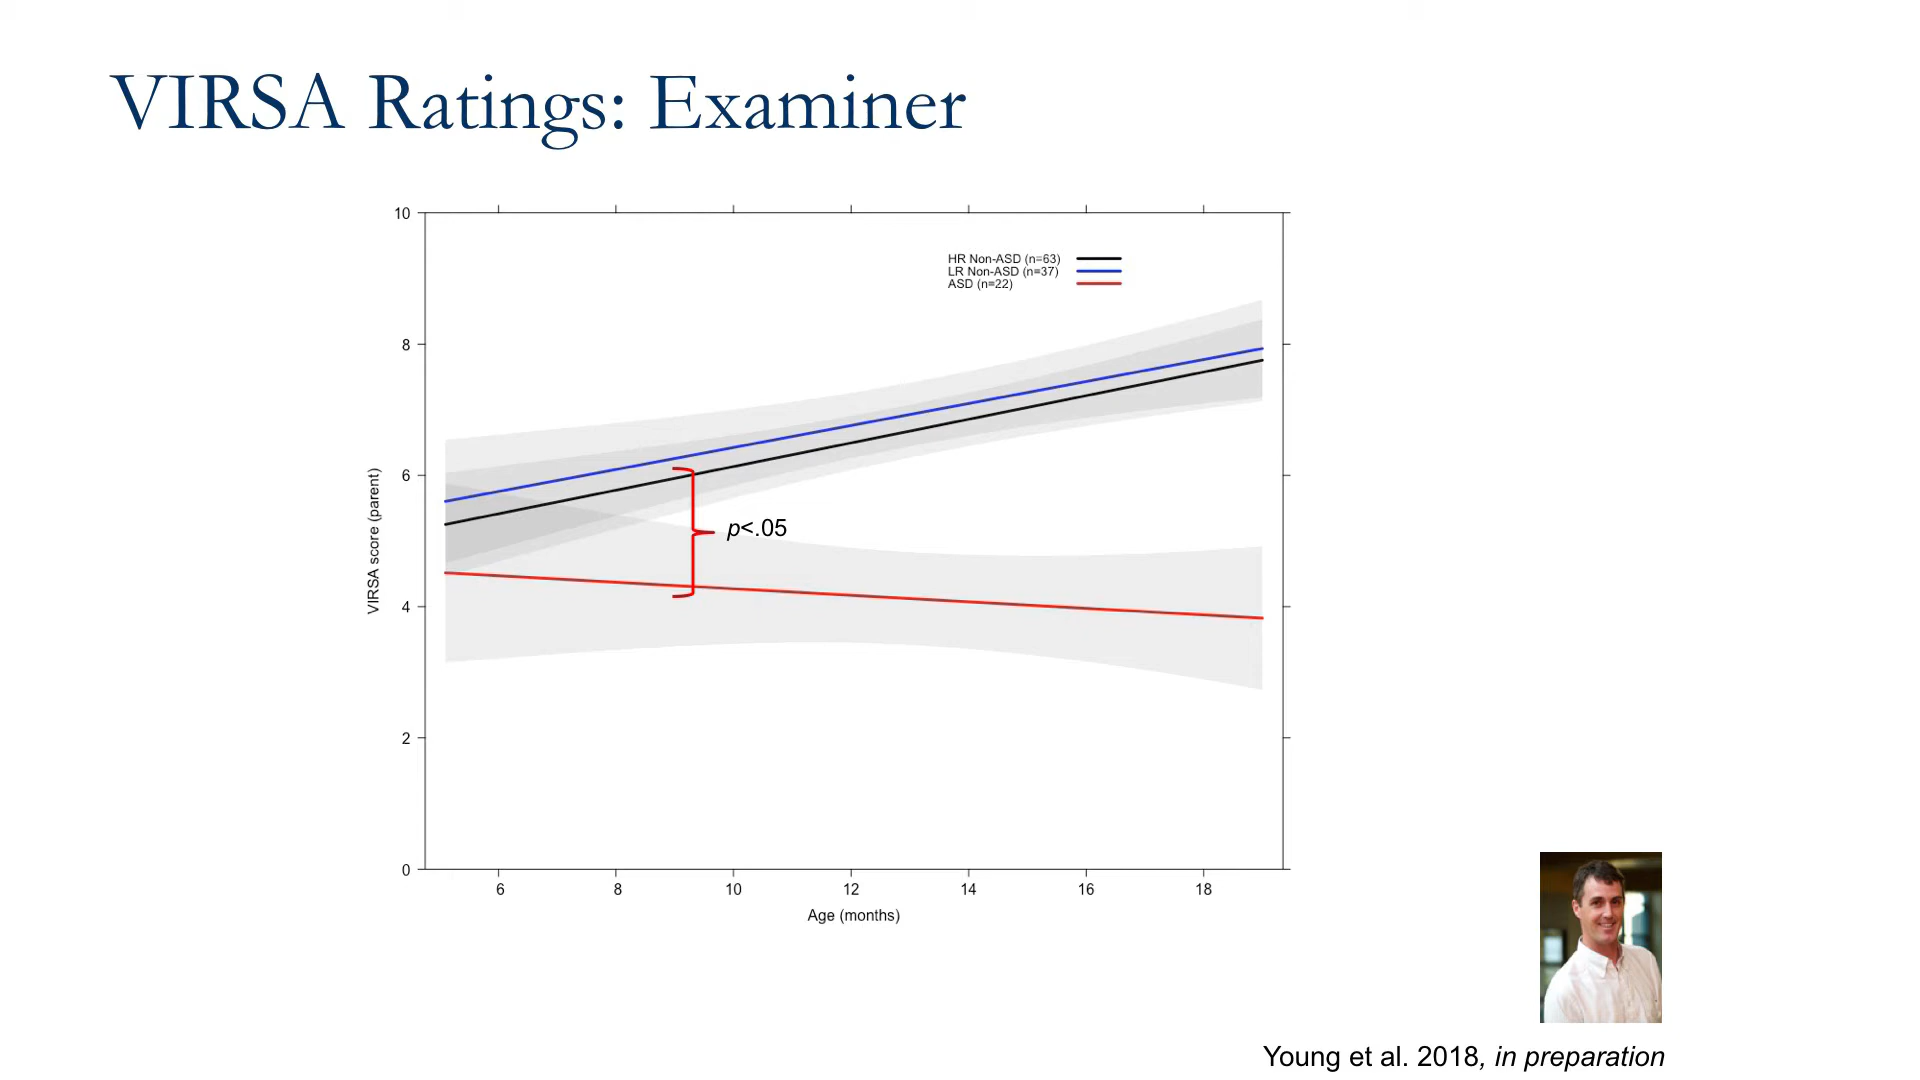 VIRSA Ratings: Examiner
10
HR Non-ASD (n=63)
LR Non-ASD (n=37)
ASD (n=22)
8
6
p<.05
VIRSA score (parent)
4
2
0
6 8 10 12 14 16 18
Age (months)
Young et al. 2018, in preparation